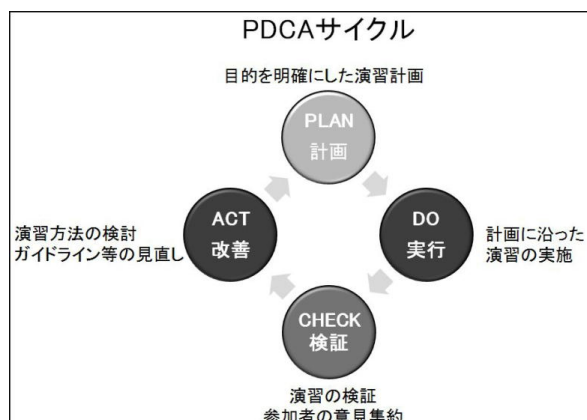 PDCAサイクル
目的を明確にした演習計画
PLAN
計画
ACT
改善
演習方法の検討
ガイドライン等の見直し
DO
実行
計画に沿った
演習の実施
CHECK
検証
演習の検証
参加者の意見集約